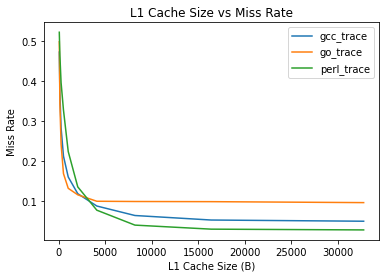 L1 Cache Size vs Miss Rate
gcc_trace
go_trace
perl_trace
Miss Rate
0.5
0.4
0.3
0.2
0.1
0 5000 10000 15000 20000 25000 30000
L1 Cache Size (B)